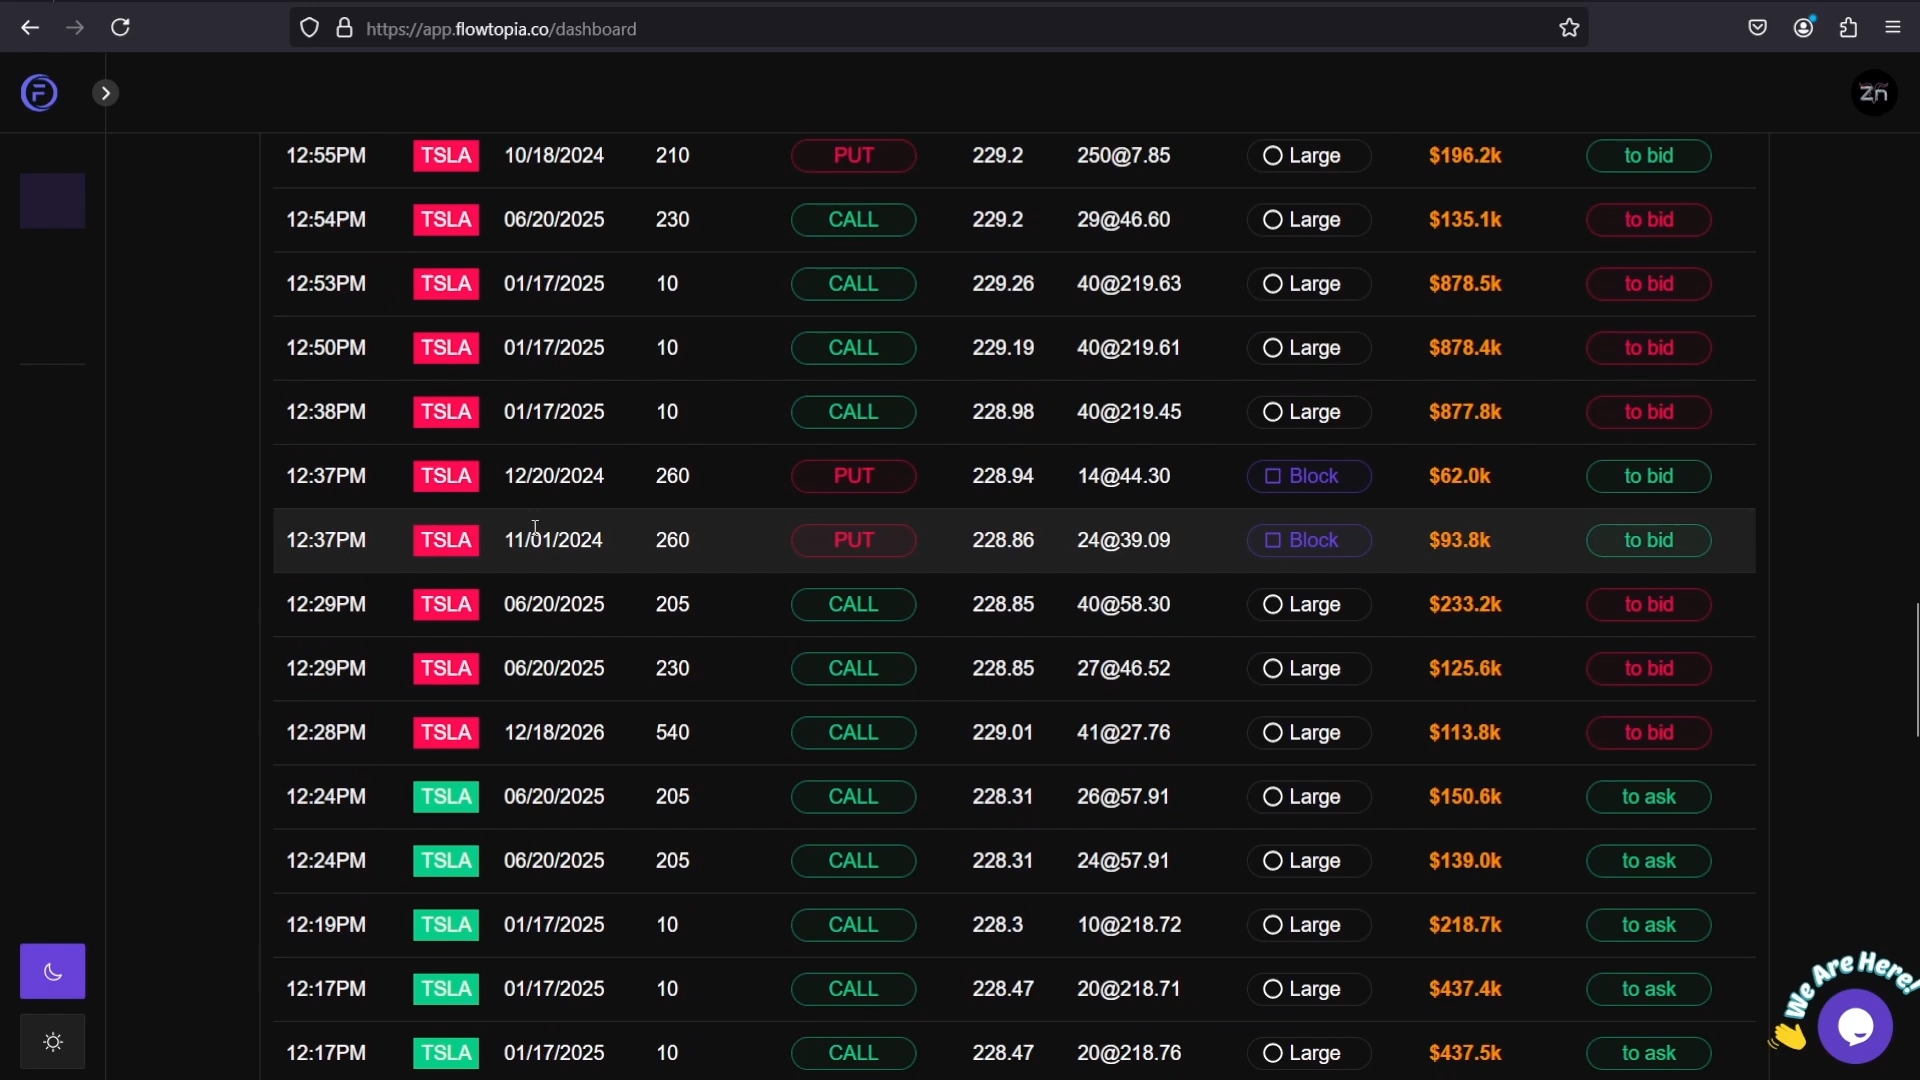 https://app.flowtopia.co/dashboard
F
Zn
12:55PM TSLA 10/18/2024 210 PUT 229.2 250@7.85 Large $196.2k to bid
12:54PM TSLA 06/20/2025 230 CALL 229.2 29@46.60 Large $135.1k to bid
12:53PM TSLA 01/17/2025 10 CALL 229.26 40@219.63 Large $878.5k to bid
12:50PM TSLA 01/17/2025 10 CALL 229.19 40@219.61 Large $878.4k to bid
12:38PM TSLA 01/17/2025 10 CALL 228.98 40@219.45 Large $877.8k to bid
12:37PM TSLA 12/20/2024 260 PUT 228.94 14@44.30 Block $62.0k to bid
12:37PM TSLA 11/01/2024 260 PUT 228.86 24@39.09 Block $93.8k to bid
12:29PM TSLA 06/20/2025 205 CALL 228.85 40@58.30 Large $233.2k to bid
12:29PM TSLA 06/20/2025 230 CALL 228.85 27@46.52 Large $125.6k to bid
12:28PM TSLA 12/18/2026 540 CALL 229.01 41@27.76 Large $113.8k to bid
12:24PM TSLA 06/20/2025 205 CALL 228.31 26@57.91 Large $150.6k to ask
12:24PM TSLA 06/20/2025 205 CALL 228.31 24@57.91 Large $139.0k to ask
12:19PM TSLA 01/17/2025 10 CALL 228.3 10@218.72 Large $218.7k to ask
12:17PM TSLA 01/17/2025 10 CALL 228.47 20@218.71 Large $437.4k to ask
12:17PM TSLA 01/17/2025 10 CALL 228.47 20@218.76 Large $437.5k to ask
We Are Here!